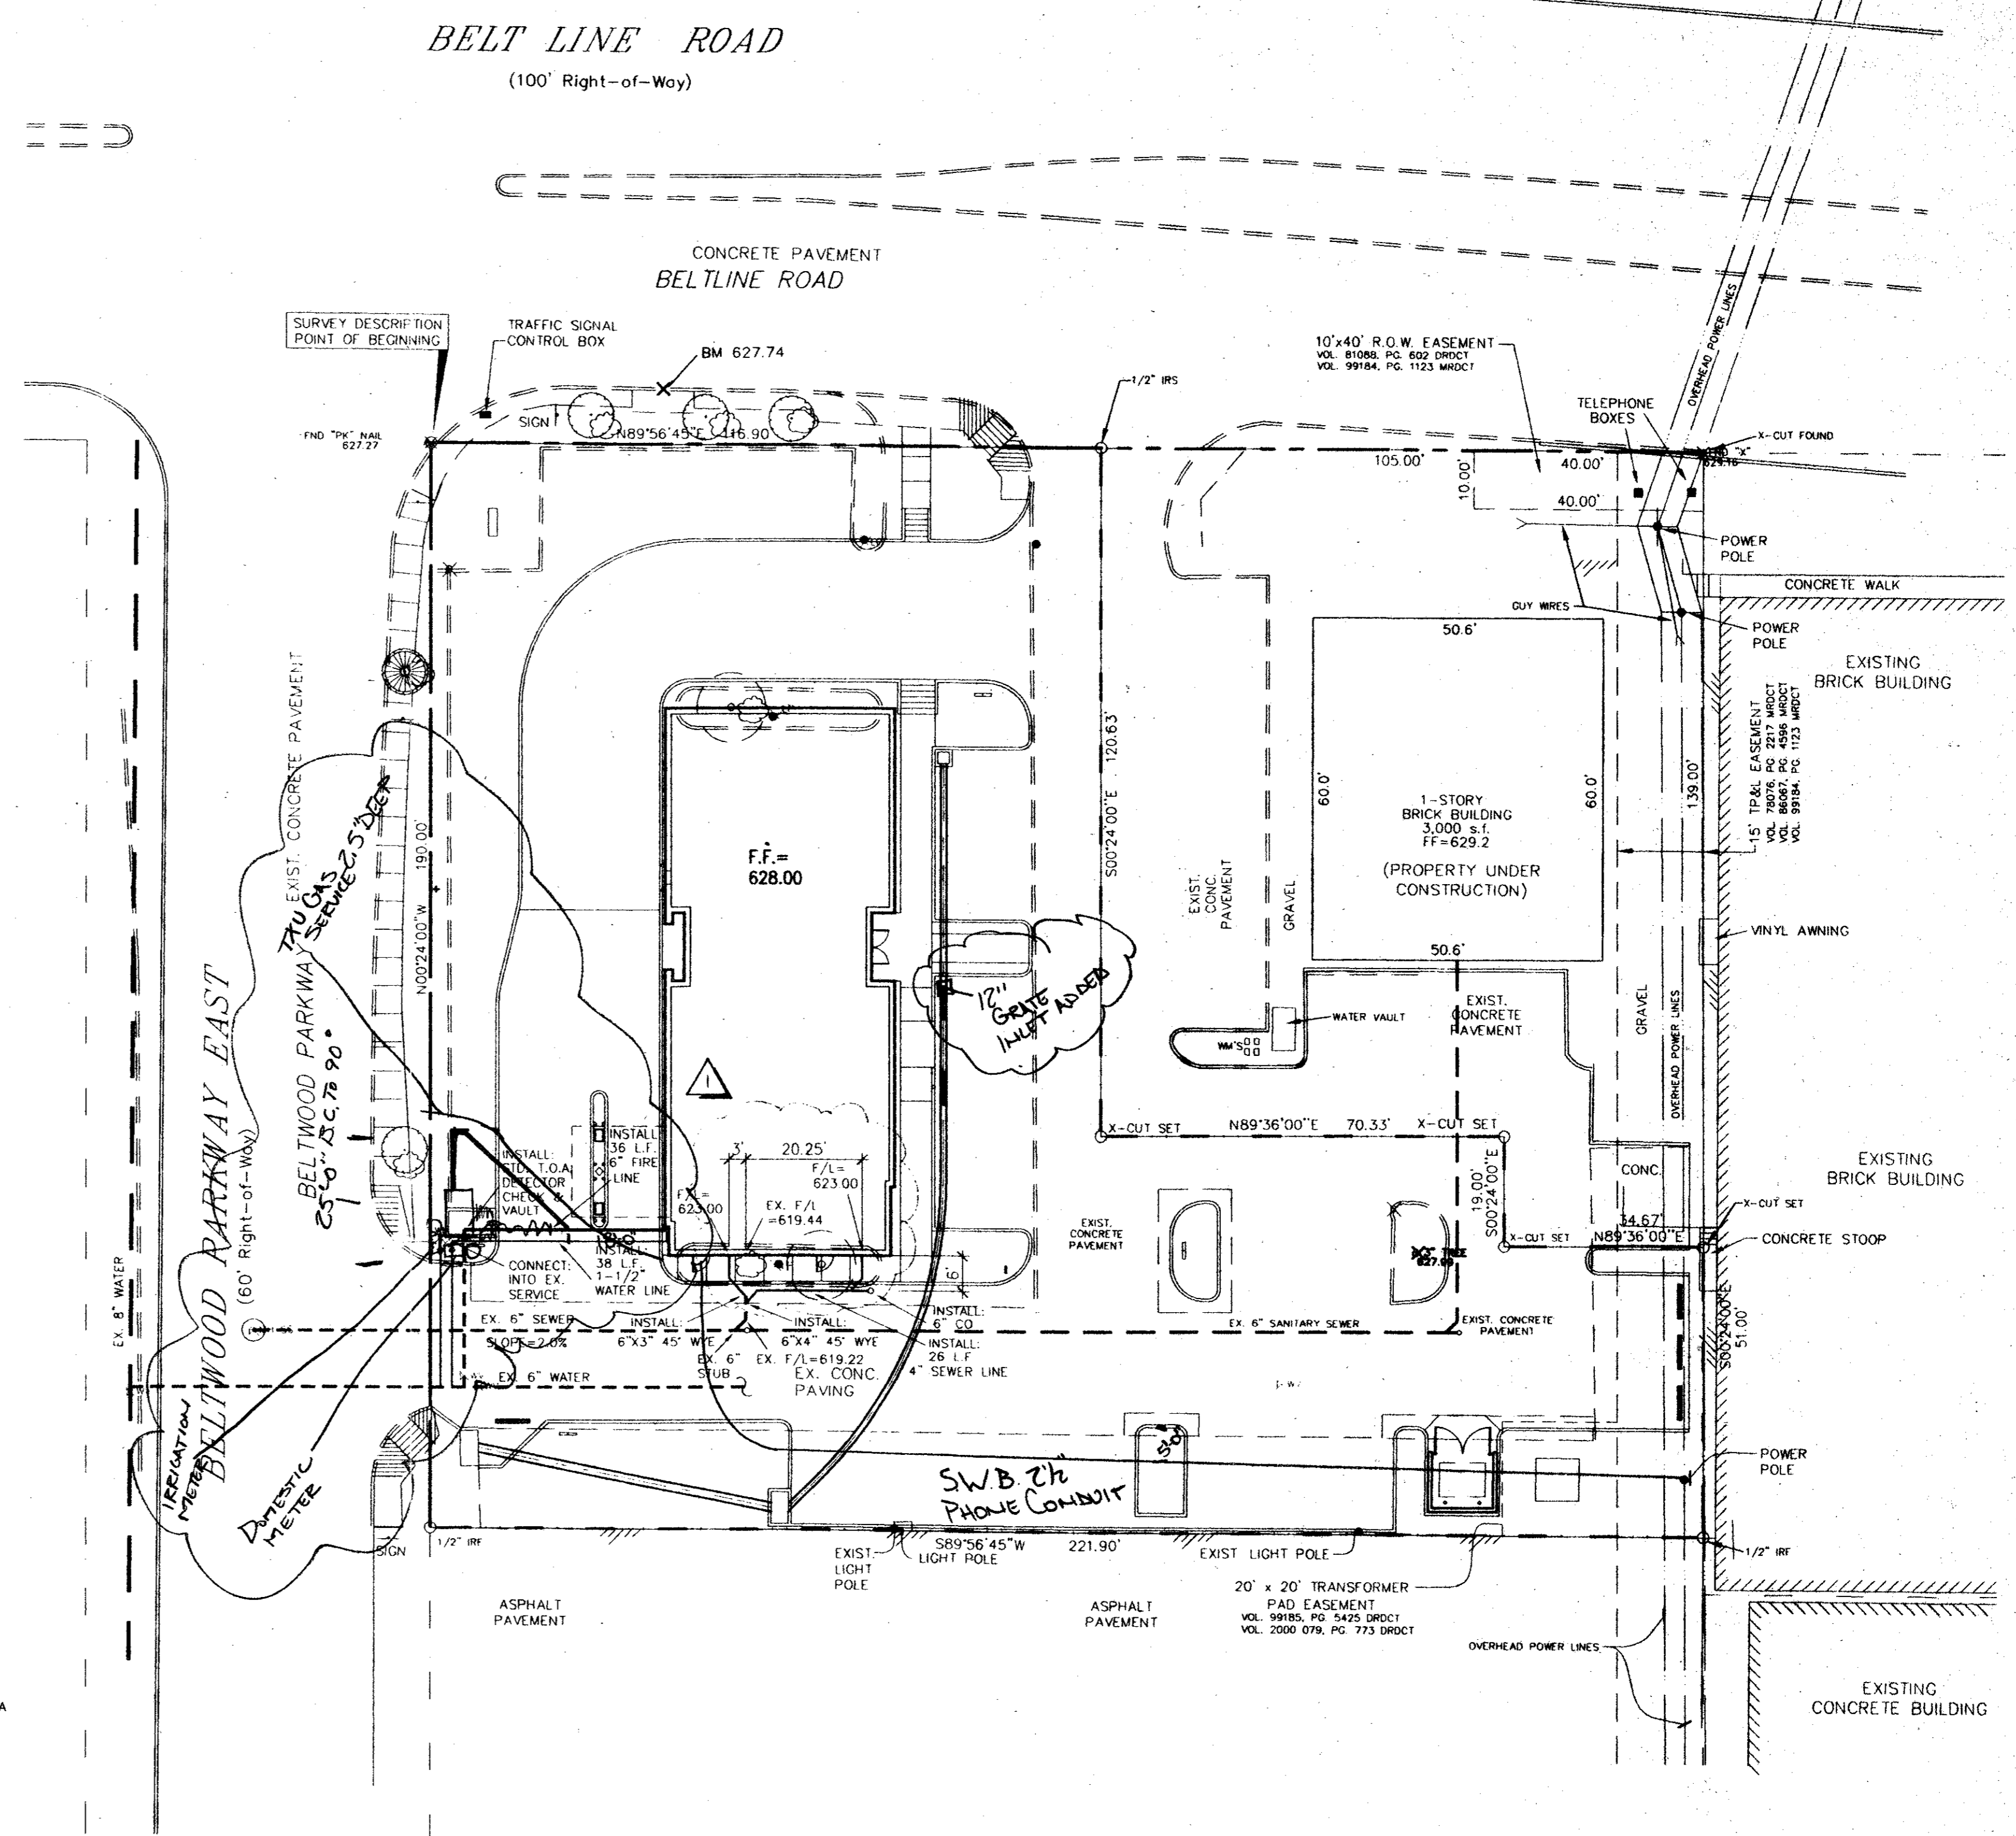 BELT LINE ROAD
(100' Right-of-Way)
CONCRETE PAVEMENT
BELTLINE ROAD
SURVEY DESCRIPTION
POINT OF BEGINNING
TRAFFIC SIGNAL
CONTROL BOX
BM 627.74
1/2" IRS
10'x40' R.O.W. EASEMENT
VOL. 81088, PG. 602 DRDCT
VOL. 99184, PG. 1123 MRDCT
OVERHEAD POWER LINES
TELEPHONE
BOXES
SIGN
FND "PK" NAIL
627.27
N89°56'45"E 116.90
X-CUT FOUND
105.00'
40.00'
10.00'
40.00'
POWER
POLE
CONCRETE WALK
GUY WIRES
POWER
POLE
50.6'
EXISTING
BRICK BUILDING
15' TP&L EASEMENT
VOL. 78076, PG 2217 MRDCT
VOL. 86067, PG. 4596 MRDCT
VOL. 99184, PG. 1123 MRDCT
EXIST. CONCRETE PAVEMENT
BELTWOOD PARKWAY
TXU GAS
SERVICE 2.5" DEEP
N00°24'00"W 190.00'
S00°24'00"E 120.63'
F.F.=
628.00
60.0'
1-STORY
BRICK BUILDING
3,000 s.f.
FF=629.2
(PROPERTY UNDER
CONSTRUCTION)
60.0'
139.00'
EXIST.
CONC.
PAVEMENT
GRAVEL
VINYL AWNING
50.6'
12"
GRATE
INLET ADDED
WATER VAULT
WM'S
EXIST.
CONCRETE
PAVEMENT
GRAVEL
OVERHEAD POWER LINES
BELTWOOD PARKWAY EAST
(60' Right-of-Way)
25'-0" B.C. TO 90°
1
X-CUT SET N89°36'00"E 70.33' X-CUT SET
INSTALL:
STD. T.O.A.
DETECTOR
CHECK &
VAULT
INSTALL
36 L.F.
6" FIRE
LINE
3' 20.25'
F/L=
623.00
F/L=
623.00
EX. F/L
=619.44
19.00'
S00°24'00"E
CONC.
EXISTING
BRICK BUILDING
X-CUT SET
34.67'
X-CUT SET N89°36'00"E
CONCRETE STOOP
EXIST.
CONCRETE
PAVEMENT
CONNECT:
INTO EX.
SERVICE
INSTALL:
38 L.F.
1-1/2"
WATER LINE
6'
EX. 8" WATER
EX. 6" SEWER
SLOPE=2.0%
INSTALL:
6"X3" 45° WYE
INSTALL:
6"X4" 45° WYE
INSTALL:
6" CO
INSTALL:
26 L.F.
4" SEWER LINE
EX. 6"
STUB
EX. F/L=619.22
EX. CONC.
PAVING
EX. 6" WATER
EX. 6" SANITARY SEWER
EXIST. CONCRETE
PAVEMENT
S00°24'00"E
51.00'
IRRIGATION
METER
DOMESTIC
METER
S.W.B. 2½"
PHONE CONDUIT
5'-0"
POWER
POLE
SIGN
1/2" IRF
EXIST.
LIGHT
POLE
LIGHT POLE
S89°56'45"W 221.90'
EXIST LIGHT POLE
1/2" IRF
20' x 20' TRANSFORMER
PAD EASEMENT
VOL. 99185, PG. 5425 DRDCT
VOL. 2000 079, PG. 773 DRDCT
ASPHALT
PAVEMENT
ASPHALT
PAVEMENT
OVERHEAD POWER LINES
EXISTING
CONCRETE BUILDING